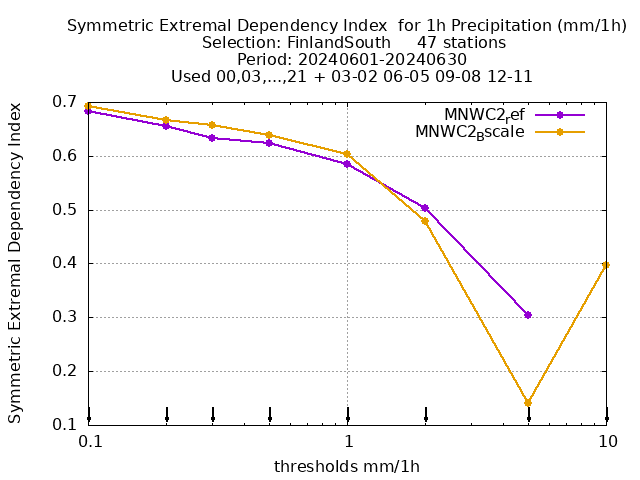 Symmetric Extremal Dependency Index  for 1h Precipitation (mm/1h)
Selection: FinlandSouth     47 stations
Period: 20240601-20240630
Used 00,03,...,21 + 03-02 06-05 09-08 12-11
MNWC2ref
MNWC2Bscale
Symmetric Extremal Dependency Index
0.7
0.6
0.5
0.4
0.3
0.2
0.1
0.1 1 10
thresholds mm/1h